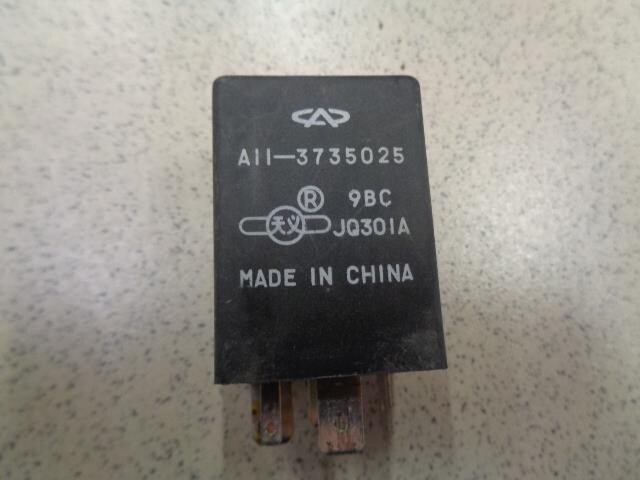 A11-3735025
® 9BC
天义 JQ301A
MADE IN CHINA